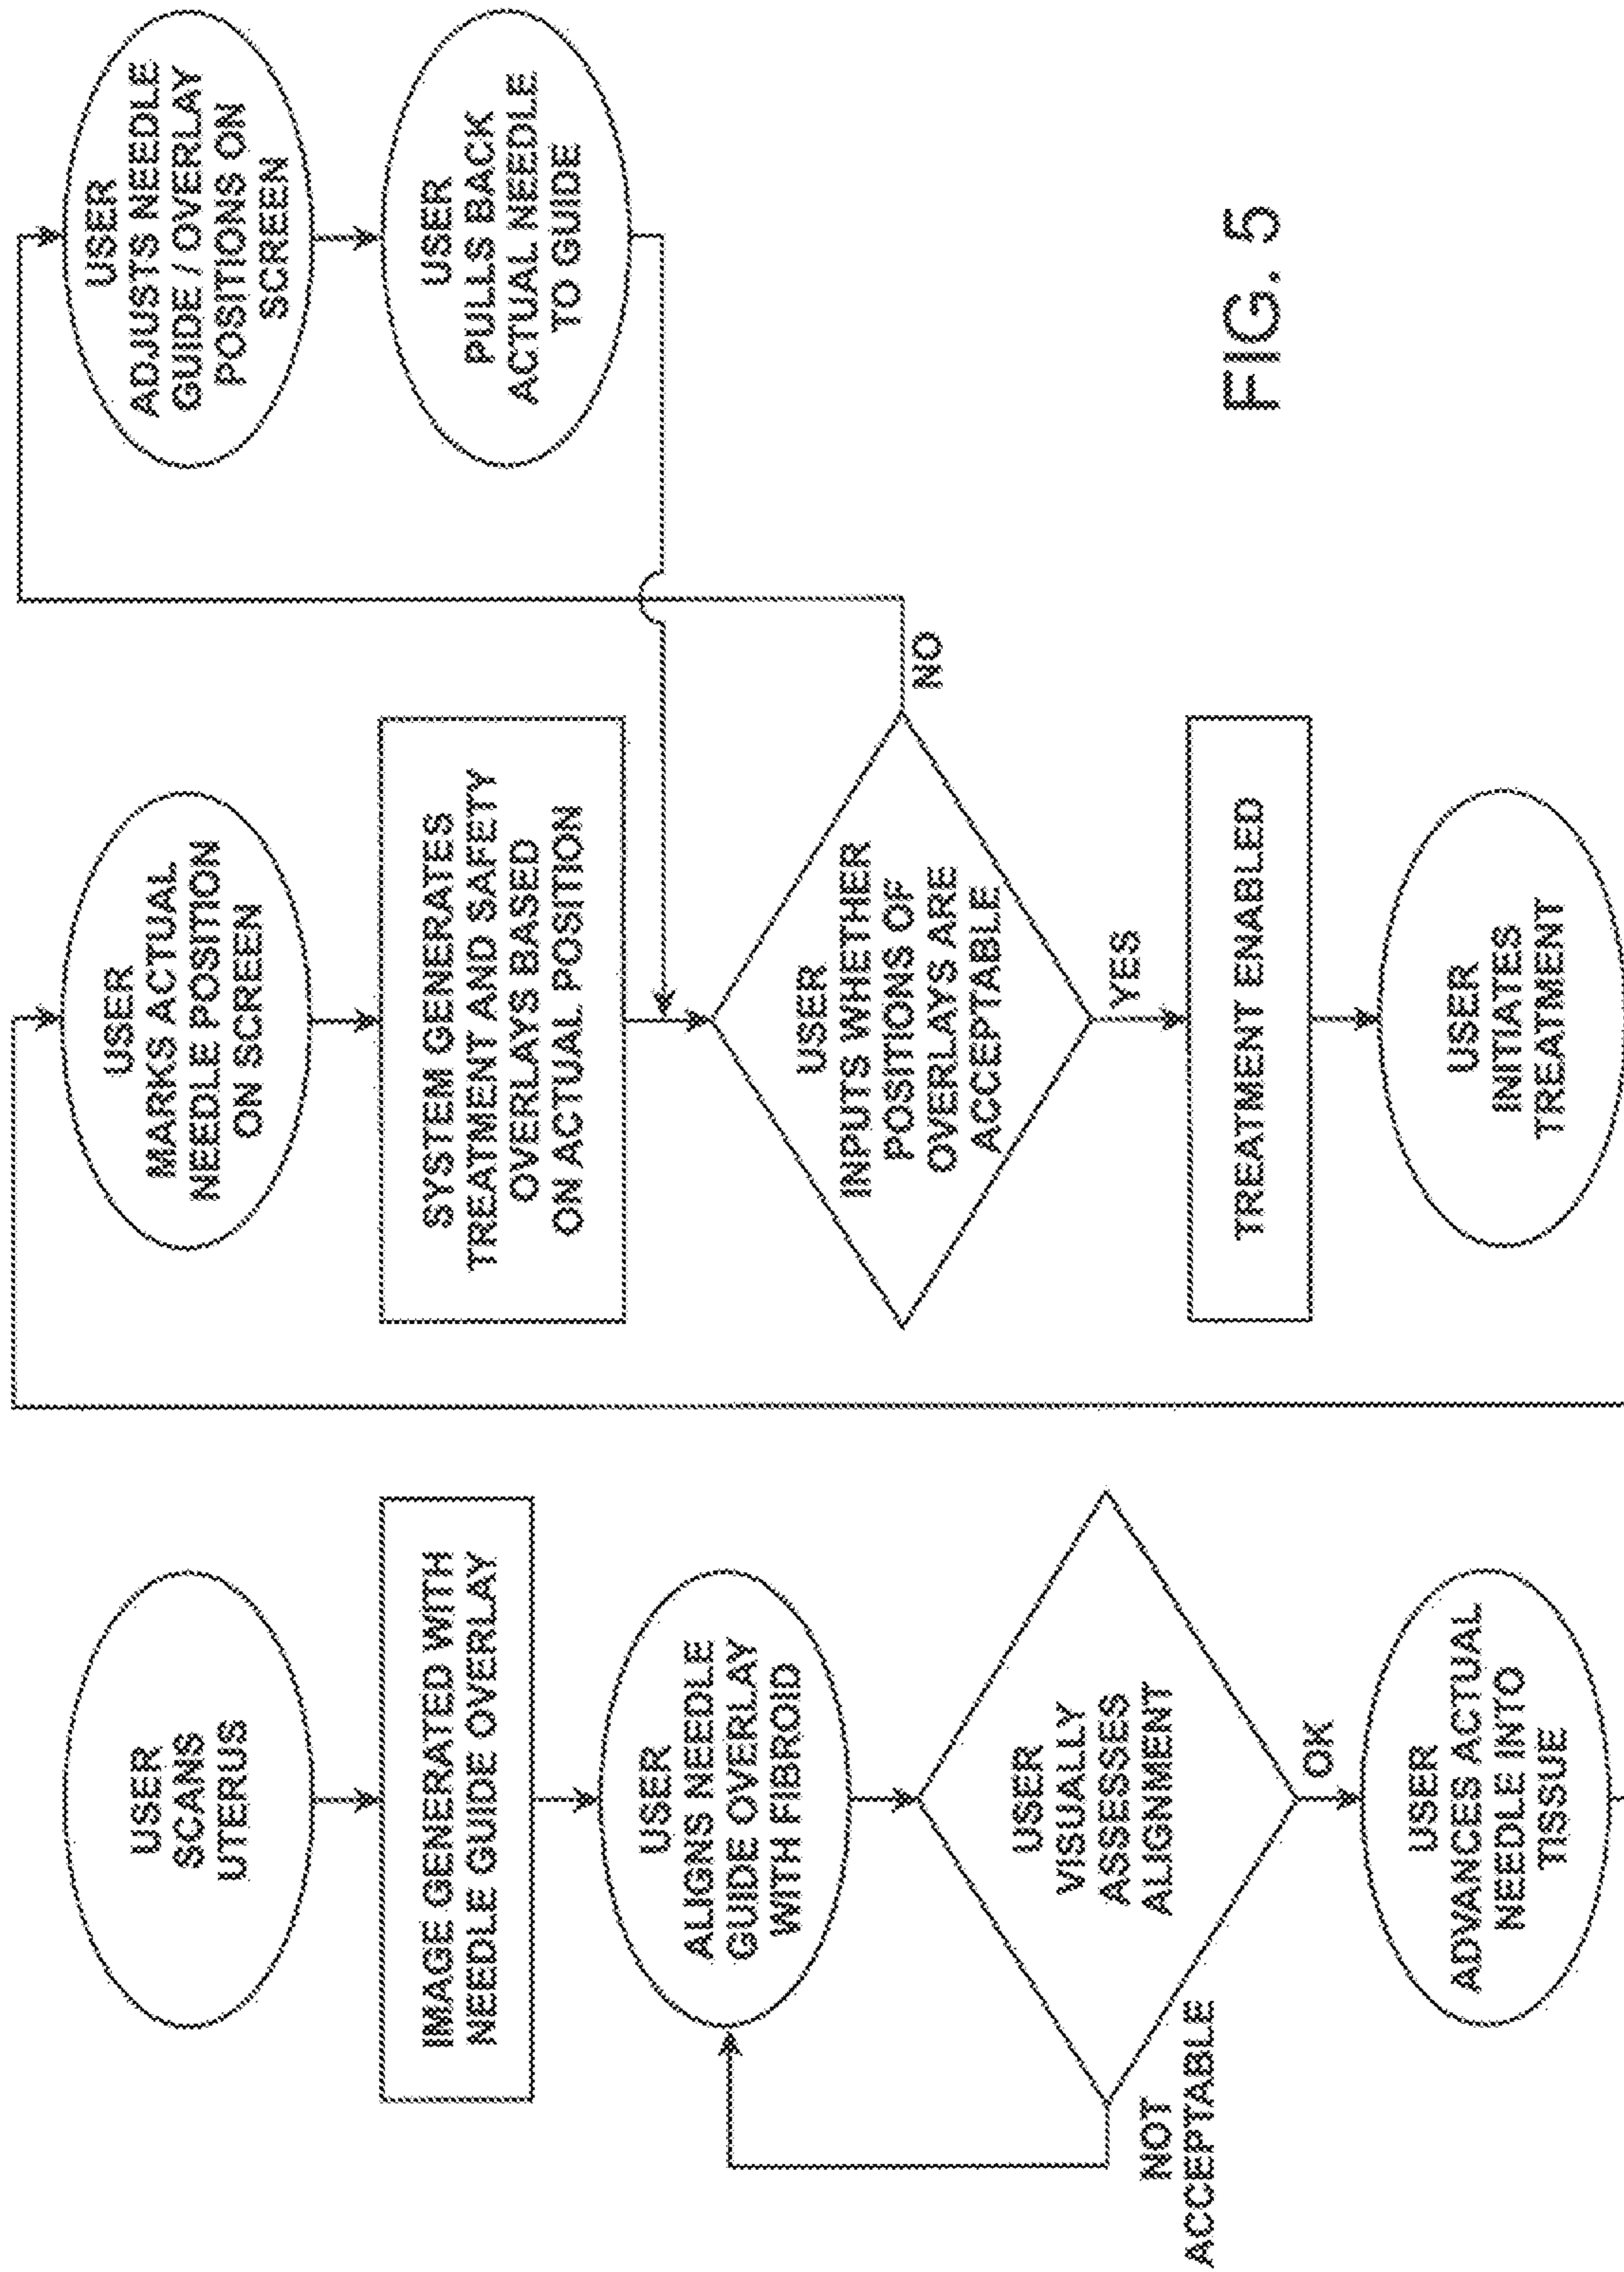 USER
SCANS
UTERUS
IMAGE GENERATED WITH
NEEDLE GUIDE OVERLAY
USER
ALIGNS NEEDLE
GUIDE OVERLAY
WITH FIBROID
USER
VISUALLY
ASSESSES
ALIGNMENT
NOT
ACCEPTABLE
OK
USER
ADVANCES ACTUAL
NEEDLE INTO
TISSUE
USER
MARKS ACTUAL
NEEDLE POSITION
ON SCREEN
SYSTEM GENERATES
TREATMENT AND SAFETY
OVERLAYS BASED
ON ACTUAL POSITION
USER
INPUTS WHETHER
POSITIONS OF
OVERLAYS ARE
ACCEPTABLE
NO
YES
TREATMENT ENABLED
USER
INITIATES
TREATMENT
USER
ADJUSTS NEEDLE
GUIDE / OVERLAY
POSITIONS ON
SCREEN
USER
PULLS BACK
ACTUAL NEEDLE
TO GUIDE
FIG. 5